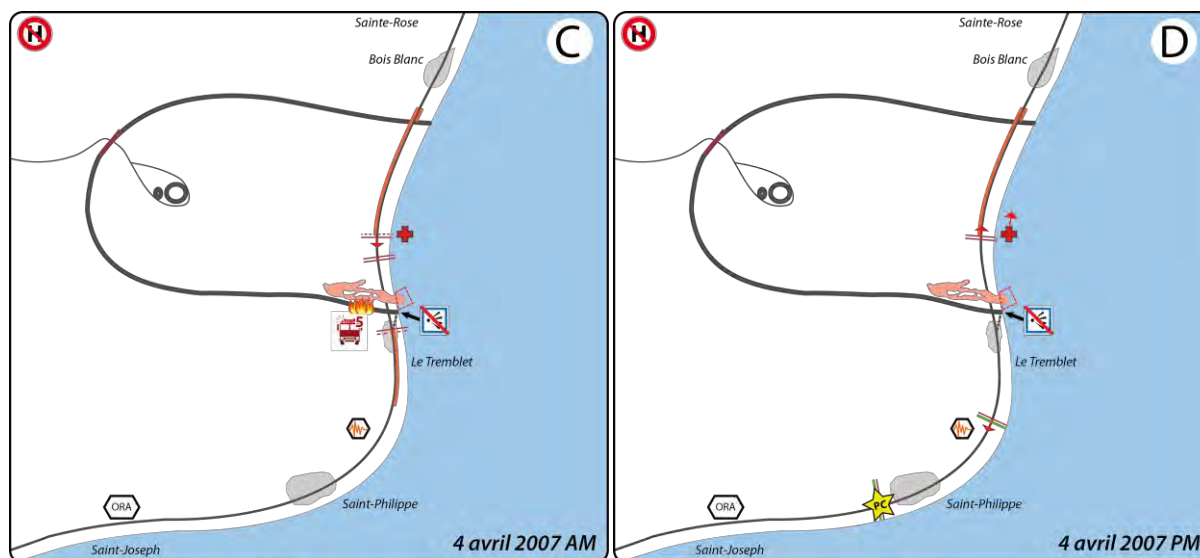 H
C
Sainte-Rose
Bois Blanc
5
Le Tremblet
ORA
Saint-Philippe
Saint-Joseph
4 avril 2007 AM
H
D
Sainte-Rose
Bois Blanc
Le Tremblet
ORA
PC
Saint-Philippe
Saint-Joseph
4 avril 2007 PM